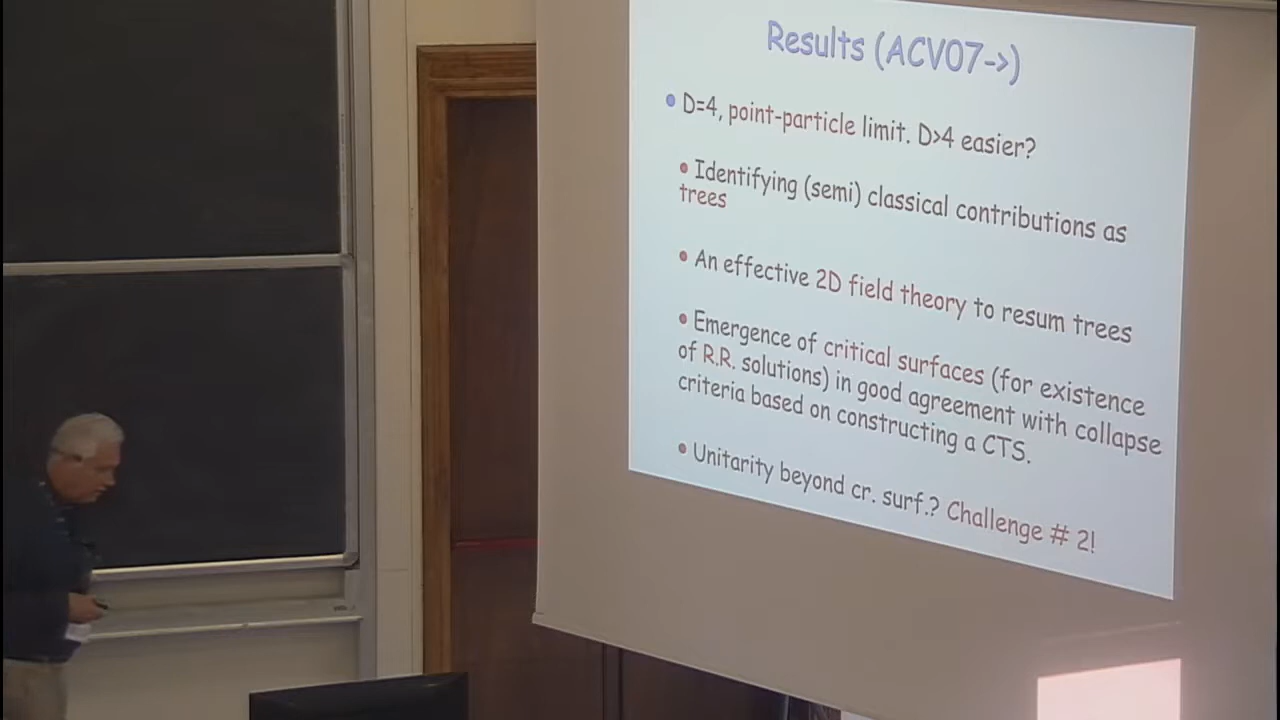 Results (ACV07->)
• D=4, point-particle limit. D>4 easier?
• Identifying (semi) classical contributions as
trees
• An effective 2D field theory to resum trees
• Emergence of critical surfaces (for existence
of R.R. solutions) in good agreement with collapse
criteria based on constructing a CTS.
• Unitarity beyond cr. surf.? Challenge # 2!